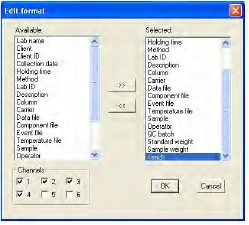 Edit format
Available:
Lab name
Client
Client ID
Collection date
Holding time
Method
Lab ID
Description
Column
Carrier
Data file
Component file
Event file
Temperature file
Sample
Operator
>>
<<
Selected:
Holding time
Method
Lab ID
Description
Column
Carrier
Data file
Component file
Event file
Temperature file
Sample
Operator
QC batch
Standard weight
Sample weight
Channels
1
2
3
4
5
6
OK
Cancel